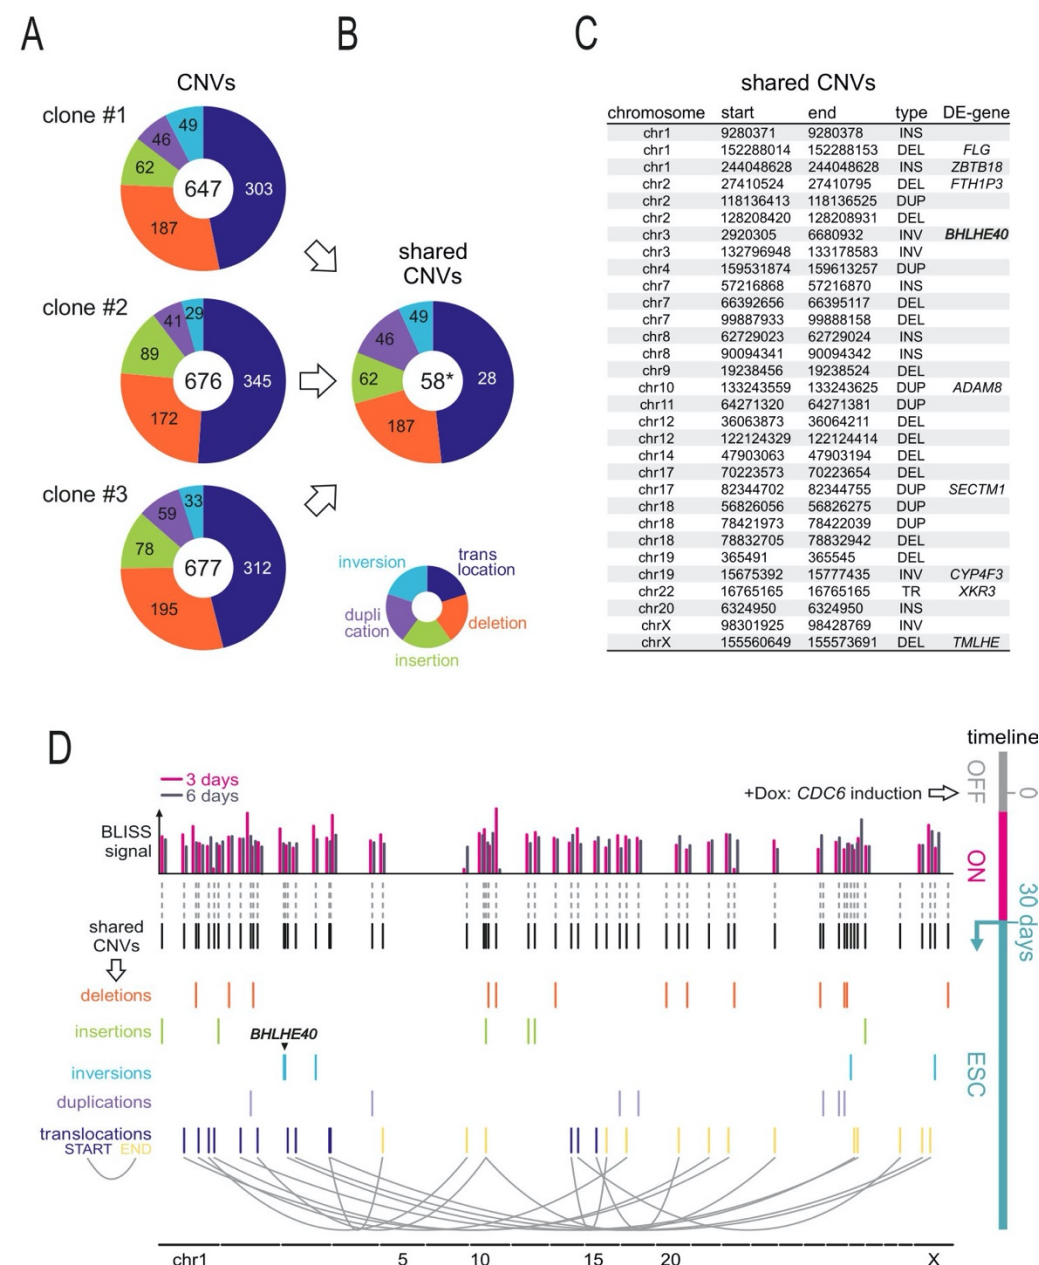 A
B
C
CNVs
clone #1
49
46
62
647
303
187
clone #2
29
41
89
676
345
172
clone #3
33
59
78
677
312
195
shared
CNVs
49
46
62
58*
28
187
inversion
trans
location
dupli
cation
deletion
insertion
shared CNVs
chromosome start end type DE-gene
chr1 9280371 9280378 INS
chr1 152288014 152288153 DEL FLG
chr1 244048628 244048628 INS ZBTB18
chr2 27410524 27410795 DEL FTH1P3
chr2 118136413 118136525 DUP
chr2 128208420 128208931 DEL
chr3 2920305 6680932 INV BHLHE40
chr3 132796948 133178583 INV
chr4 159531874 159613257 DUP
chr7 57216868 57216870 INS
chr7 66392656 66395117 DEL
chr7 99887933 99888158 DEL
chr8 62729023 62729024 INS
chr8 90094341 90094342 INS
chr9 19238456 19238524 DEL
chr10 133243559 133243625 DUP ADAM8
chr11 64271320 64271381 DUP
chr12 36063873 36064211 DEL
chr12 122124329 122124414 DEL
chr14 47903063 47903194 DEL
chr17 70223573 70223654 DEL
chr17 82344702 82344755 DUP SECTM1
chr18 56826056 56826275 DUP
chr18 78421973 78422039 DUP
chr18 78832705 78832942 DEL
chr19 365491 365545 DEL
chr19 15675392 15777435 INV CYP4F3
chr22 16765165 16765165 TR XKR3
chr20 6324950 6324950 INS
chrX 98301925 98428769 INV
chrX 155560649 155573691 DEL TMLHE
D
timeline
3 days
6 days
+Dox: CDC6 induction
OFF
0
BLISS
signal
ON
30 days
shared
CNVs
deletions
insertions
BHLHE40
inversions
ESC
duplications
translocations
START END
chr1 5 10 15 20 X